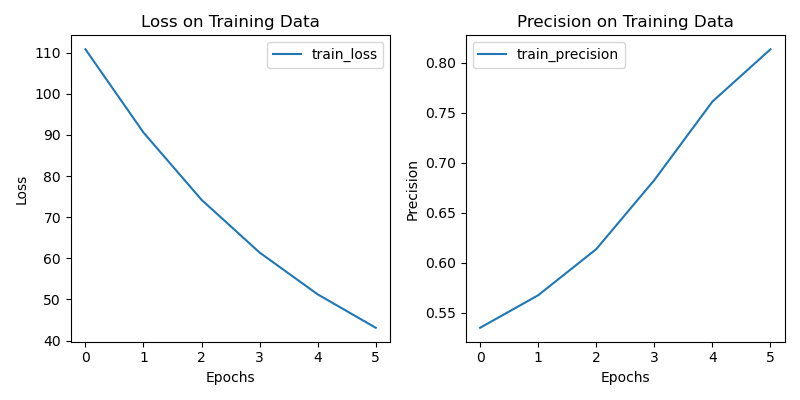 Loss on Training Data
train_loss
110
100
90
80
70
60
50
40
Loss
0 1 2 3 4 5
Epochs
Precision on Training Data
train_precision
0.80
0.75
0.70
0.65
0.60
0.55
Precision
0 1 2 3 4 5
Epochs